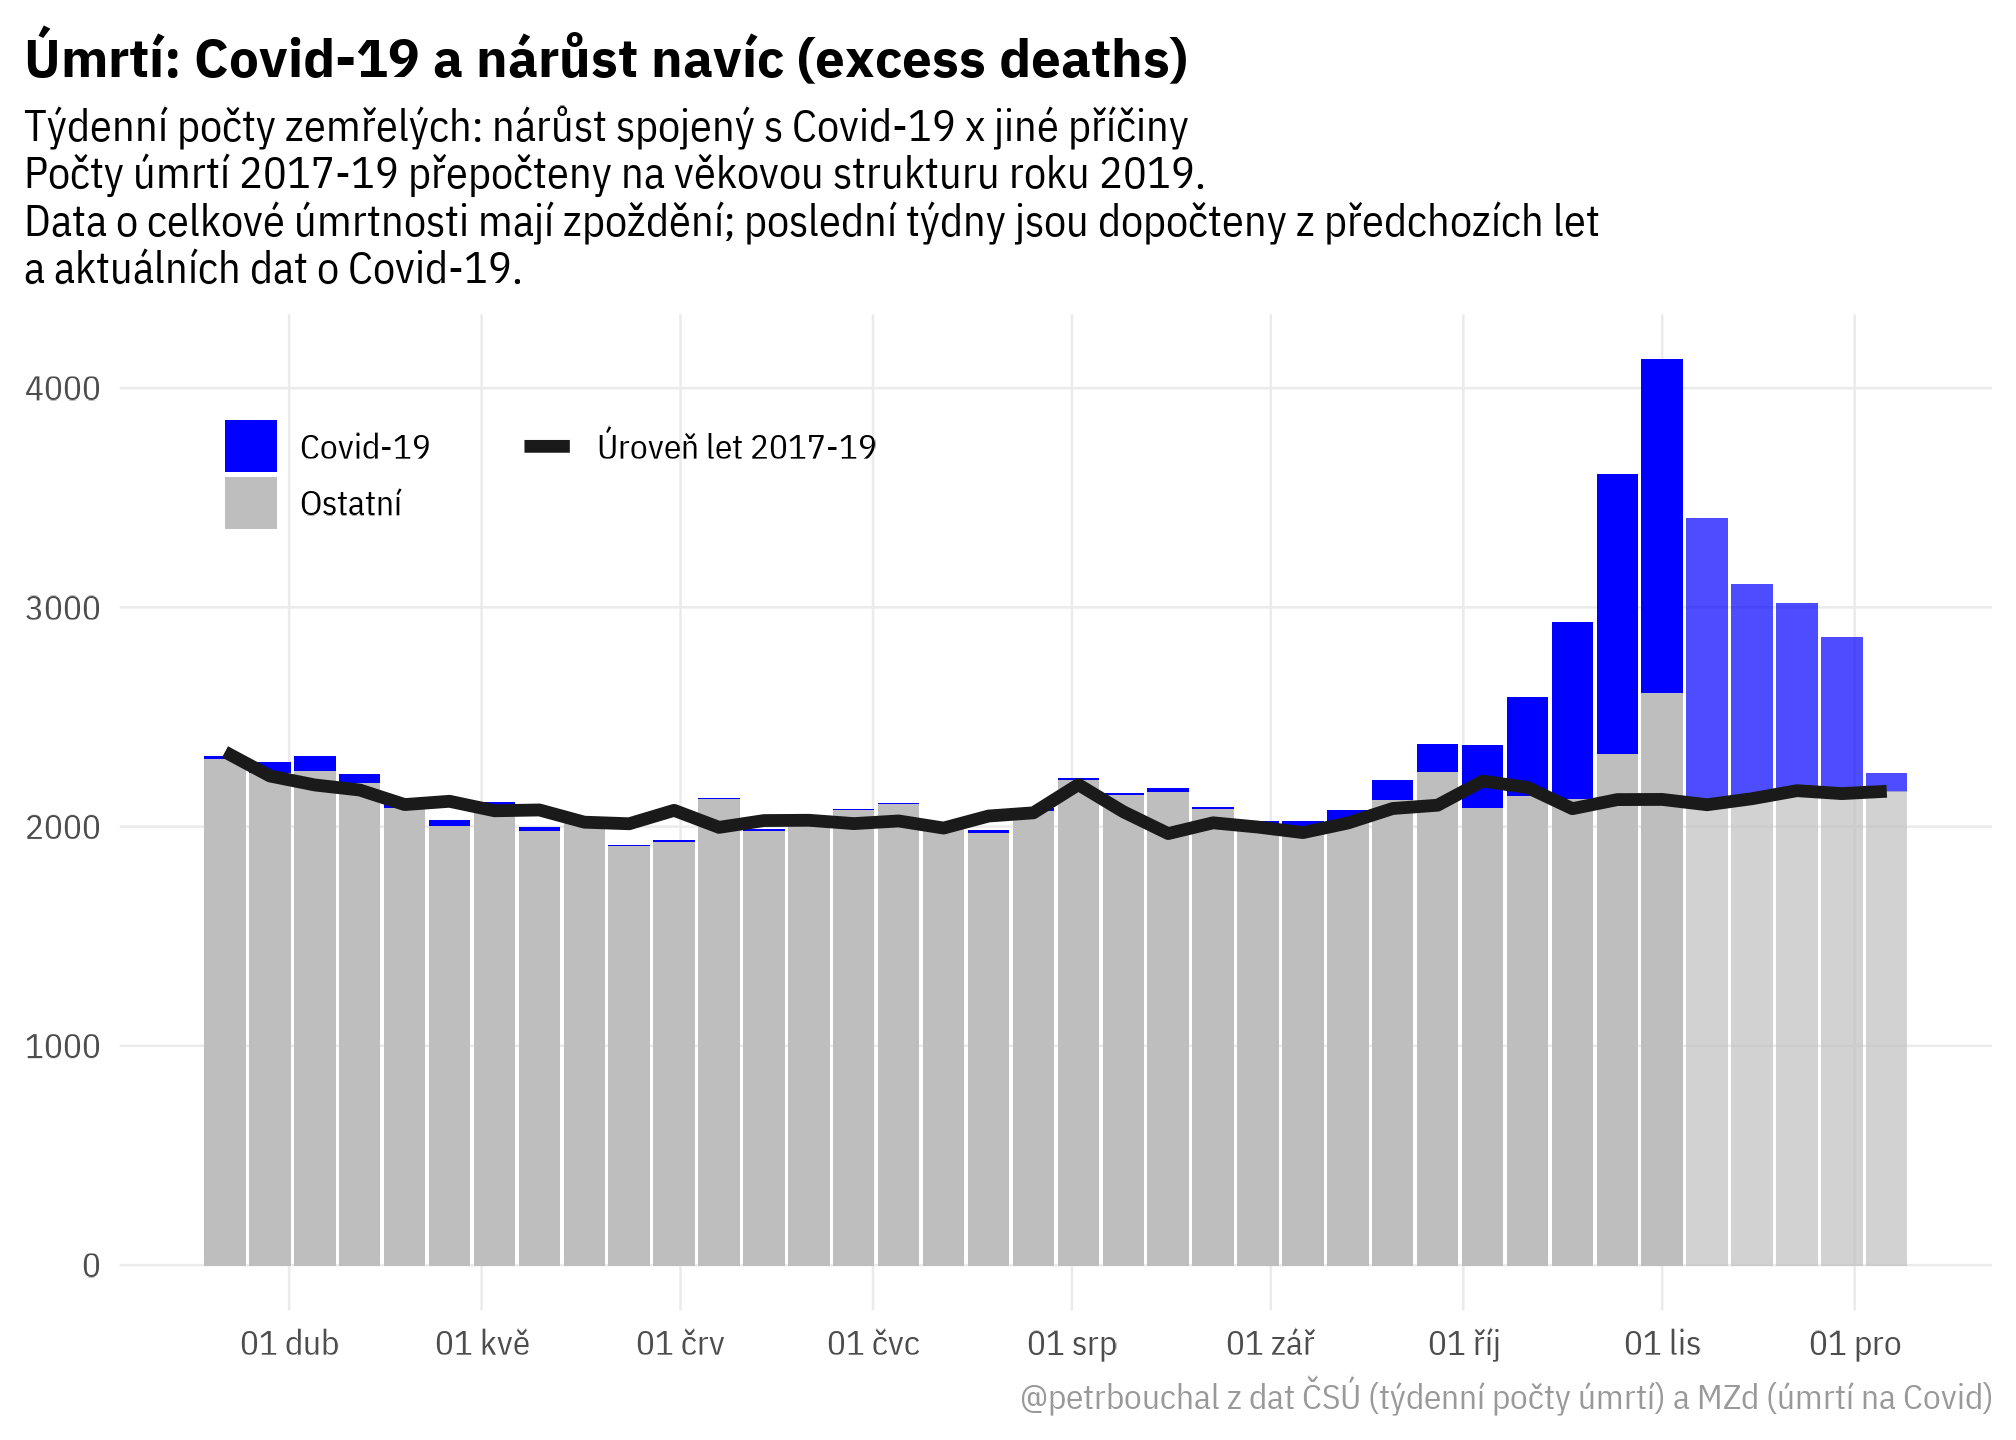 Úmrtí: Covid-19 a nárůst navíc (excess deaths)
Týdenní počty zemřelých: nárůst spojený s Covid-19 x jiné příčiny
Počty úmrtí 2017-19 přepočteny na věkovou strukturu roku 2019.
Data o celkové úmrtnosti mají zpoždění; poslední týdny jsou dopočteny z předchozích let
a aktuálních dat o Covid-19.
4000
Covid-19
Úroveň let 2017-19
Ostatní
3000
2000
1000
0
01 dub
01 kvě
01 črv
01 čvc
01 srp
01 zář
01 říj
01 lis
01 pro
@petrbouchal z dat ČSÚ (týdenní počty úmrtí) a MZd (úmrtí na Covid)